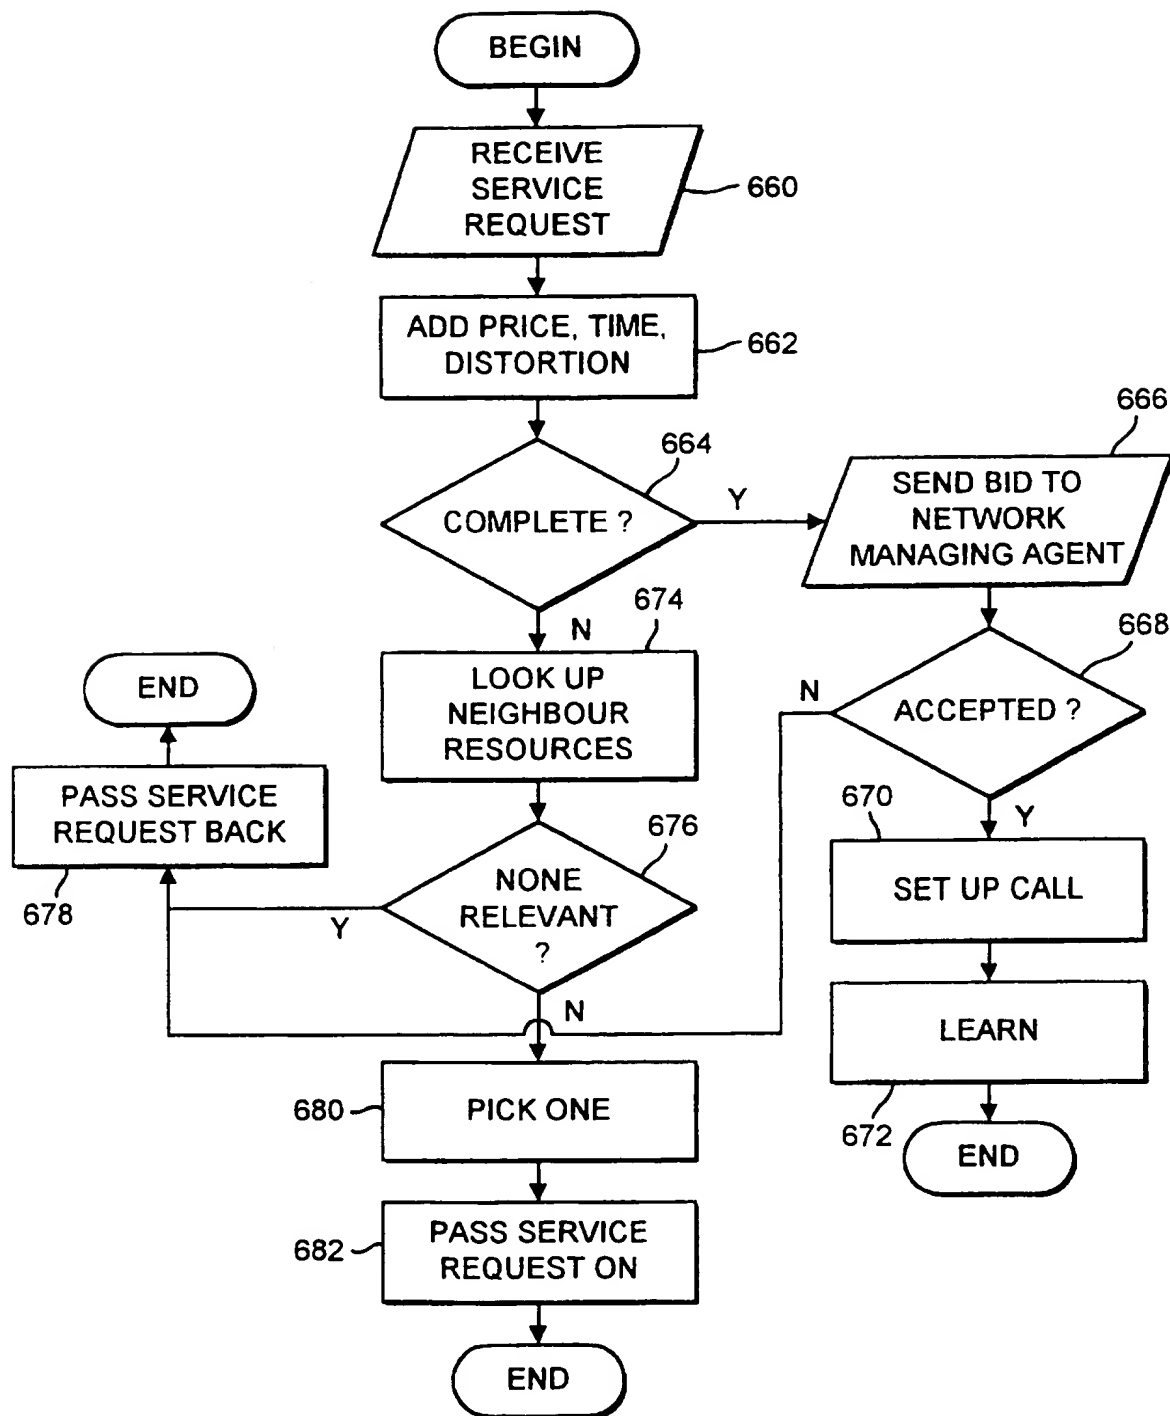 BEGIN
RECEIVE
SERVICE
REQUEST
660
ADD PRICE, TIME,
DISTORTION
662
COMPLETE ?
664
Y
N
SEND BID TO
NETWORK
MANAGING AGENT
666
ACCEPTED ?
668
N
Y
LOOK UP
NEIGHBOUR
RESOURCES
674
END
PASS SERVICE
REQUEST BACK
678
NONE
RELEVANT
?
676
Y
N
SET UP CALL
670
LEARN
672
END
PICK ONE
680
PASS SERVICE
REQUEST ON
682
END